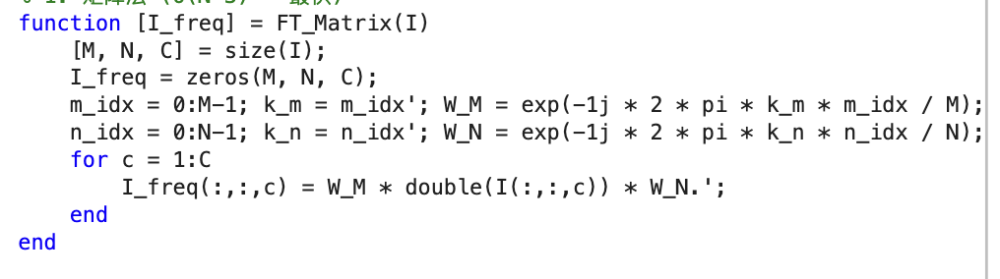 function [I_freq] = FT_Matrix(I)
[M, N, C] = size(I);
I_freq = zeros(M, N, C);
m_idx = 0:M-1; k_m = m_idx'; W_M = exp(-1j * 2 * pi * k_m * m_idx / M);
n_idx = 0:N-1; k_n = n_idx'; W_N = exp(-1j * 2 * pi * k_n * n_idx / N);
for c = 1:C
I_freq(:,:,c) = W_M * double(I(:,:,c)) * W_N.';
end
end